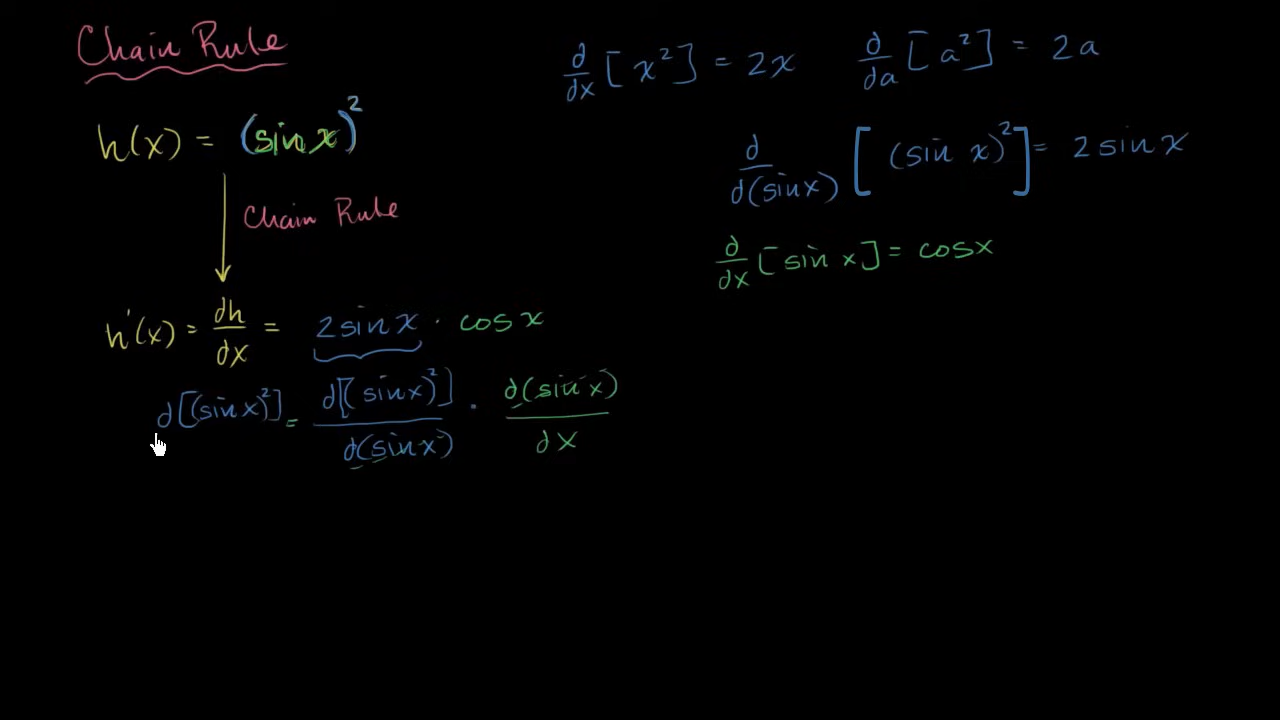 Chain Rule
d/dx [x²] = 2x
d/da [a²] = 2a
h(x) = (sin x)²
d/d(sin x) [(sin x)²] = 2 sin x
Chain Rule
d/dx [sin x] = cos x
h'(x) = dh/dx = 2 sin x · cos x
d[(sin x)²] = d[(sin x)²]/d(sin x) · d(sin x)/dx